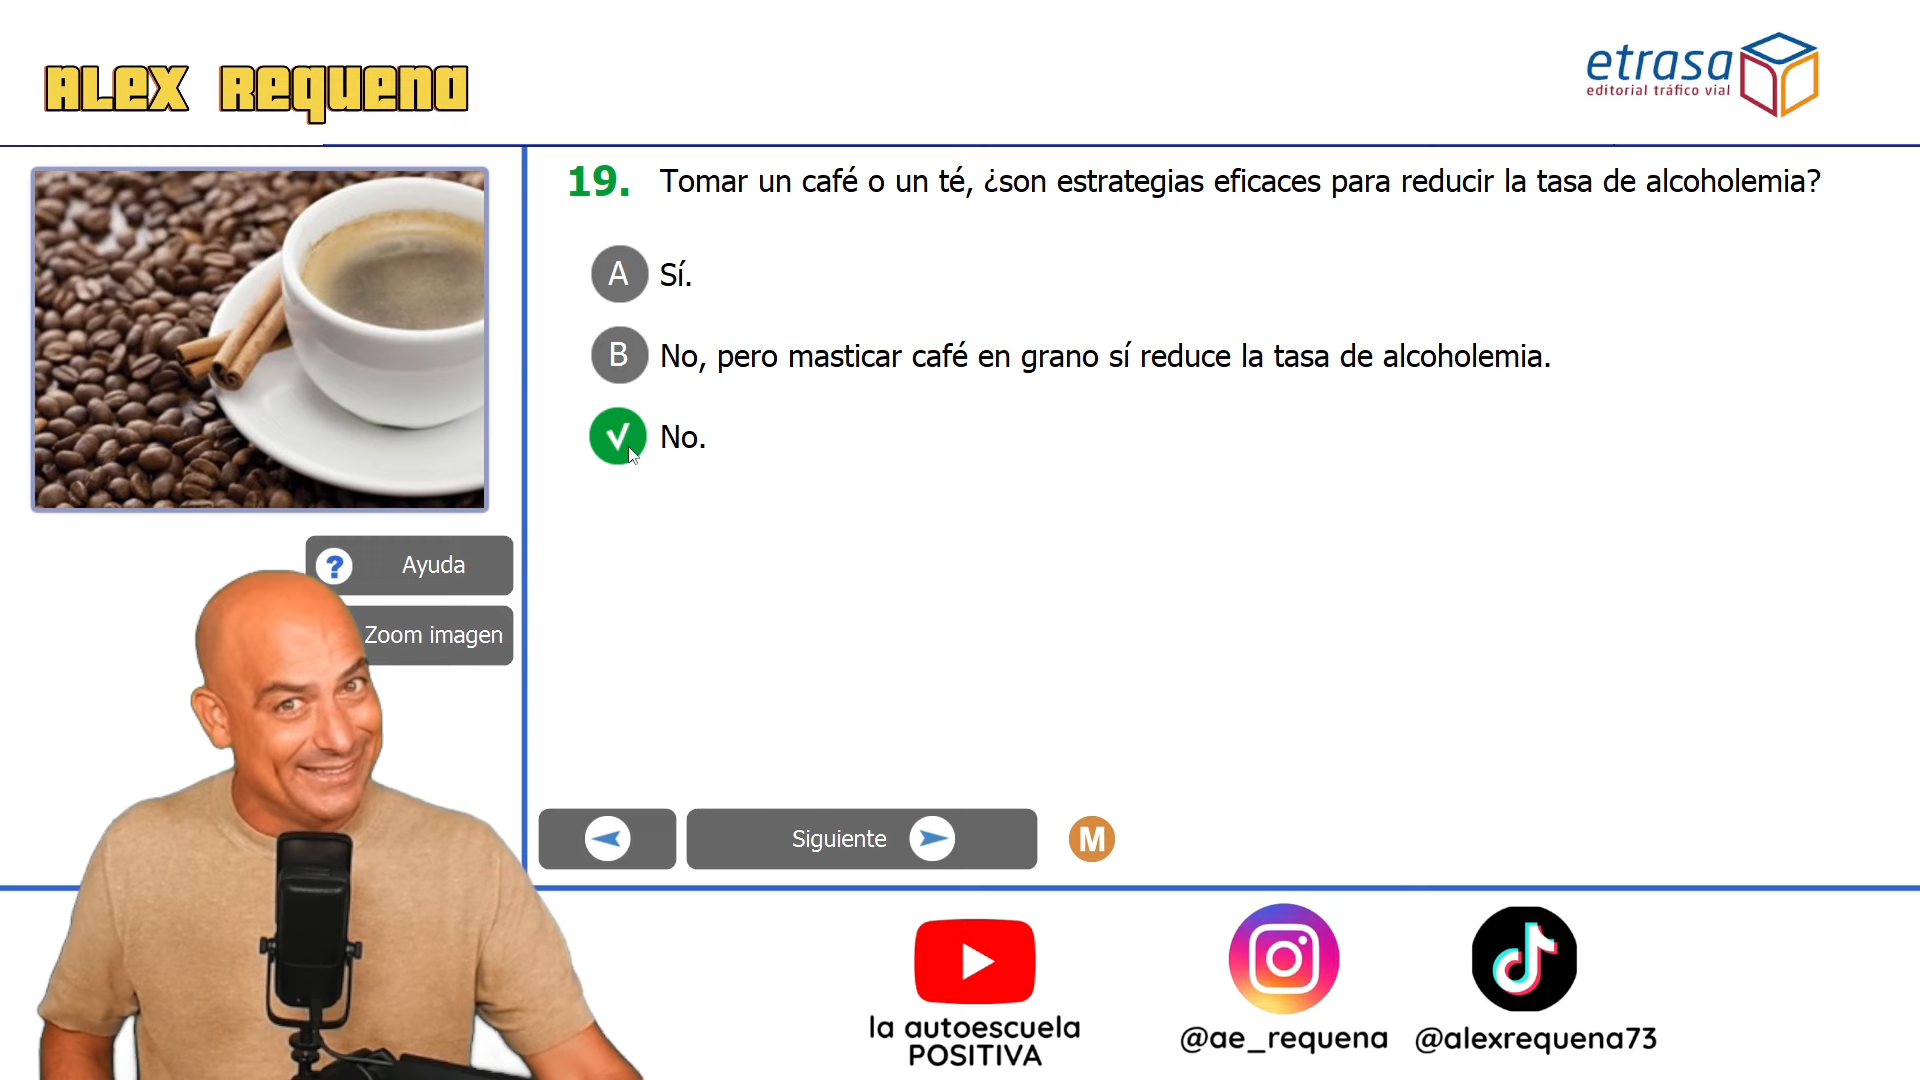 ALEX REQUENA
etrasa
editorial tráfico vial
19. Tomar un café o un té, ¿son estrategias eficaces para reducir la tasa de alcoholemia?
A Sí.
B No, pero masticar café en grano sí reduce la tasa de alcoholemia.
No.
? Ayuda
Zoom imagen
Siguiente
M
la autoescuela
POSITIVA
@ae_requena
@alexrequena73